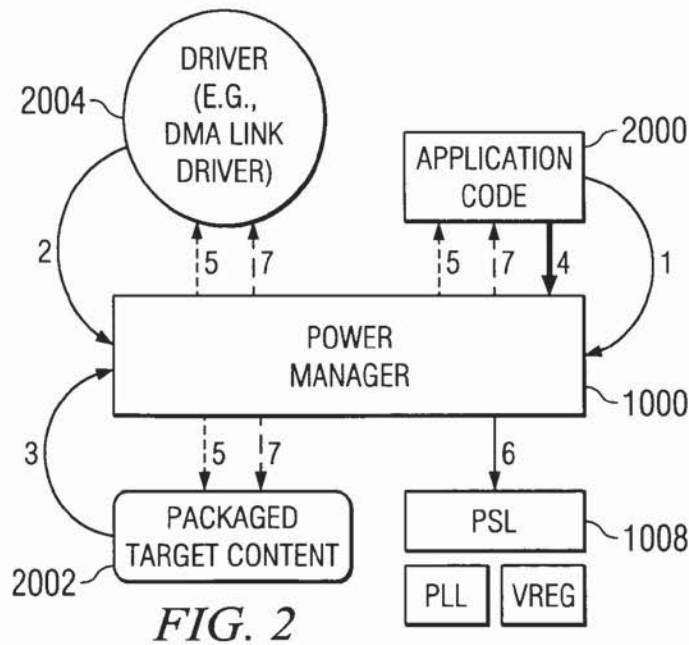 DRIVER
(E.G.,
DMA LINK
DRIVER)
2004
2000
APPLICATION
CODE
2
5
7
5
7
4
1
POWER
MANAGER
1000
3
5
7
6
PACKAGED
TARGET CONTENT
2002
PSL
1008
PLL
VREG
FIG. 2